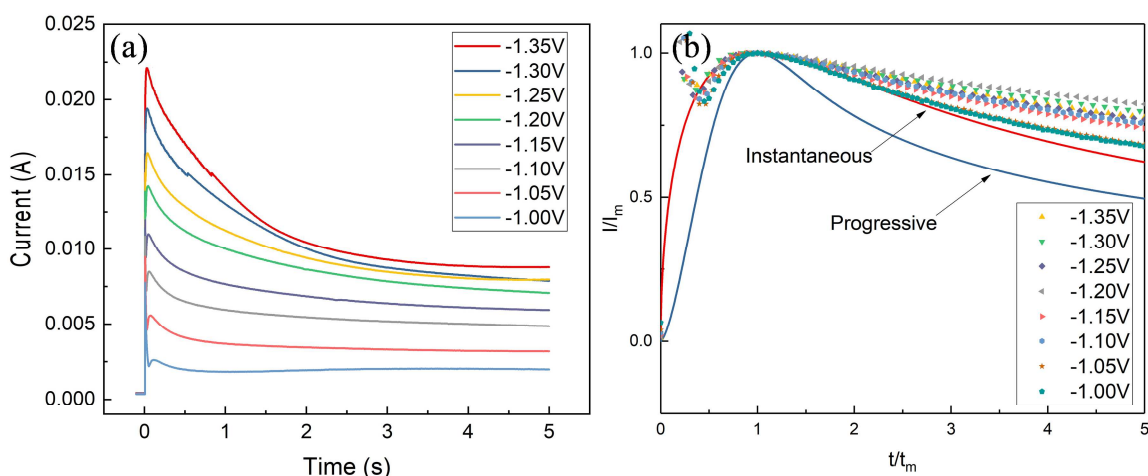 (a)
0.025
0.020
0.015
0.010
0.005
0.000
Current (A)
0
1
2
3
4
5
Time (s)
-1.35V
-1.30V
-1.25V
-1.20V
-1.15V
-1.10V
-1.05V
-1.00V
(b)
1.0
0.5
0.0
I/Iₘ
0
1
2
3
4
5
t/tₘ
Instantaneous
Progressive
-1.35V
-1.30V
-1.25V
-1.20V
-1.15V
-1.10V
-1.05V
-1.00V